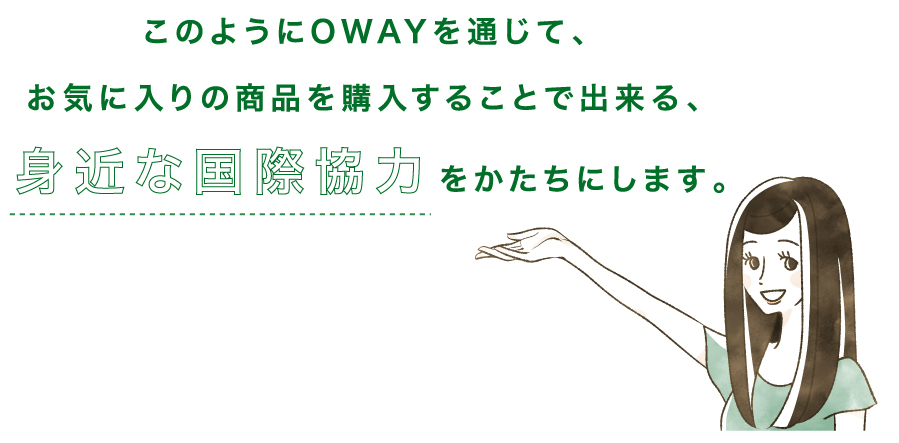 このようにOWAYを通じて、
お気に入りの商品を購入することで出来る、
身近な国際協力をかたちにします。